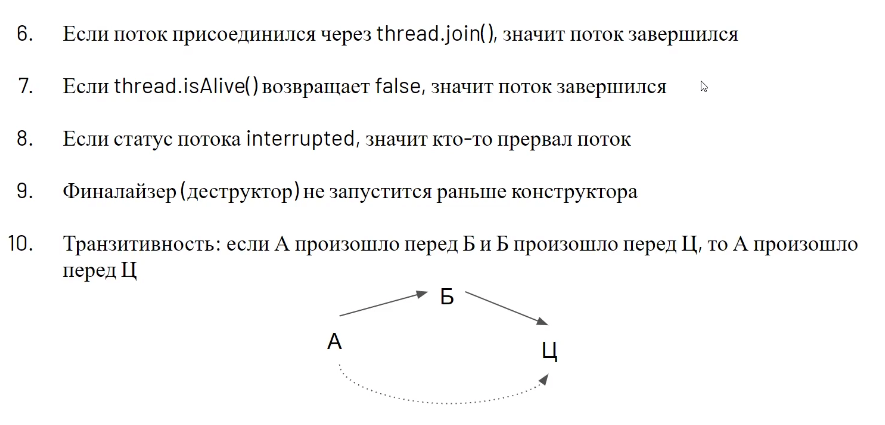 6. Если поток присоединился через thread.join(), значит поток завершился
7. Если thread.isAlive() возвращает false, значит поток завершился
8. Если статус потока interrupted, значит кто-то прервал поток
9. Финалайзер (деструктор) не запустится раньше конструктора
10. Транзитивность: если А произошло перед Б и Б произошло перед Ц, то А произошло
перед Ц
Б
А
Ц